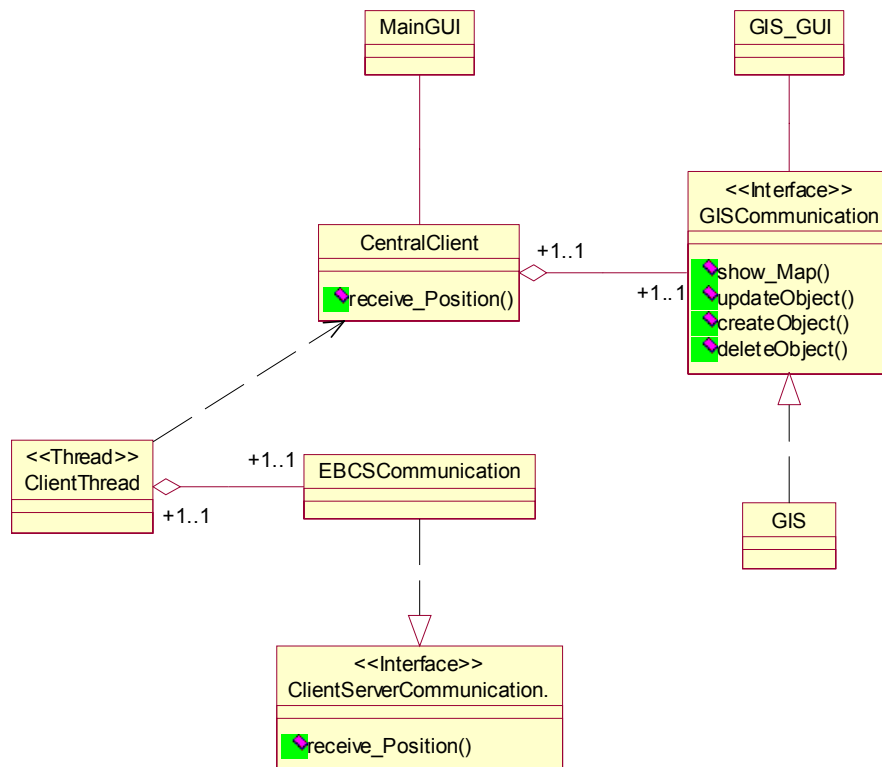 MainGUI
GIS_GUI
<<Interface>>
GISCommunication
show_Map()
updateObject()
createObject()
deleteObject()
CentralClient
receive_Position()
+1..1
+1..1
<<Thread>>
ClientThread
+1..1
+1..1
EBCSCommunication
GIS
<<Interface>>
ClientServerCommunication.
receive_Position()